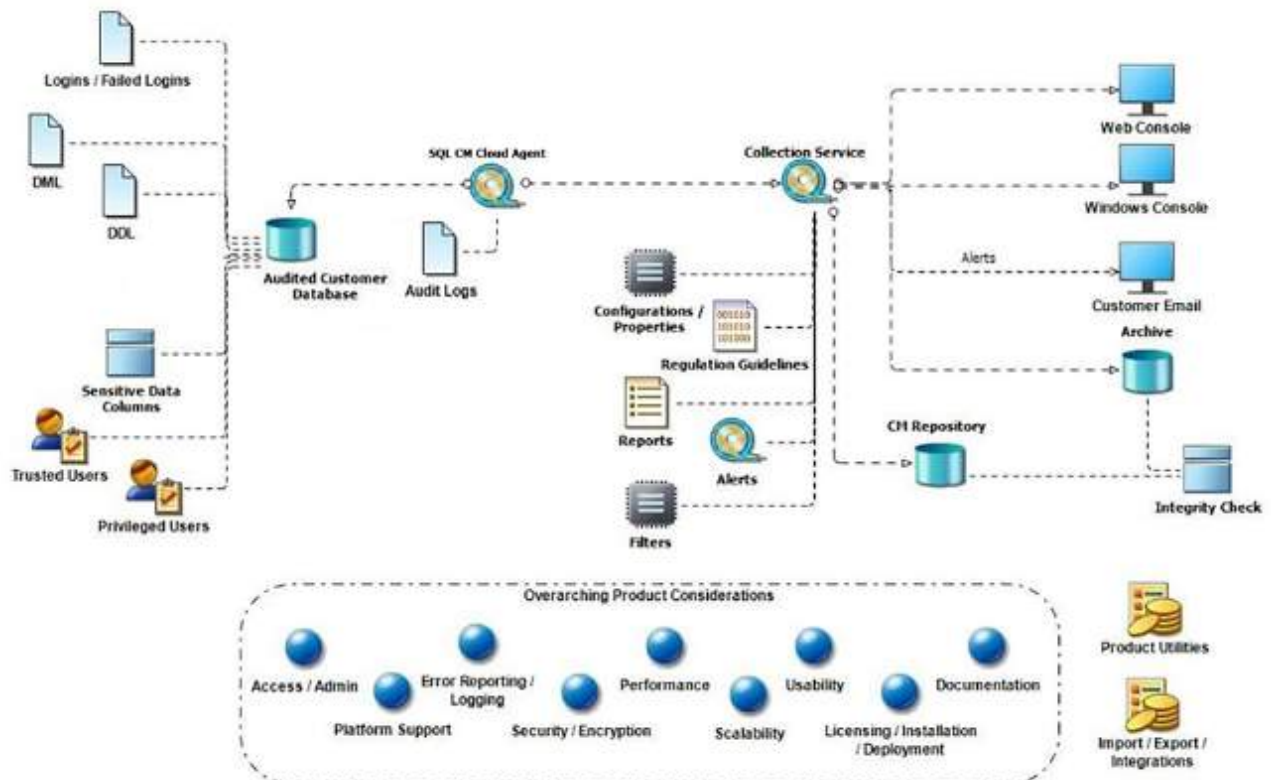 Logins / Failed Logins
DML
DDL
Audited Customer
Database
Sensitive Data
Columns
Trusted Users
Privileged Users
SQL CM Cloud Agent
Audit Logs
Collection Service
Configurations /
Properties
001010
101010
101000
Regulation Guidelines
Reports
Alerts
Filters
Web Console
Windows Console
Alerts
Customer Email
Archive
CM Repository
Integrity Check
Overarching Product Considerations
Access / Admin
Platform Support
Error Reporting /
Logging
Security / Encryption
Performance
Scalability
Usability
Licensing / Installation
/ Deployment
Documentation
Product Utilities
Import / Export /
Integrations